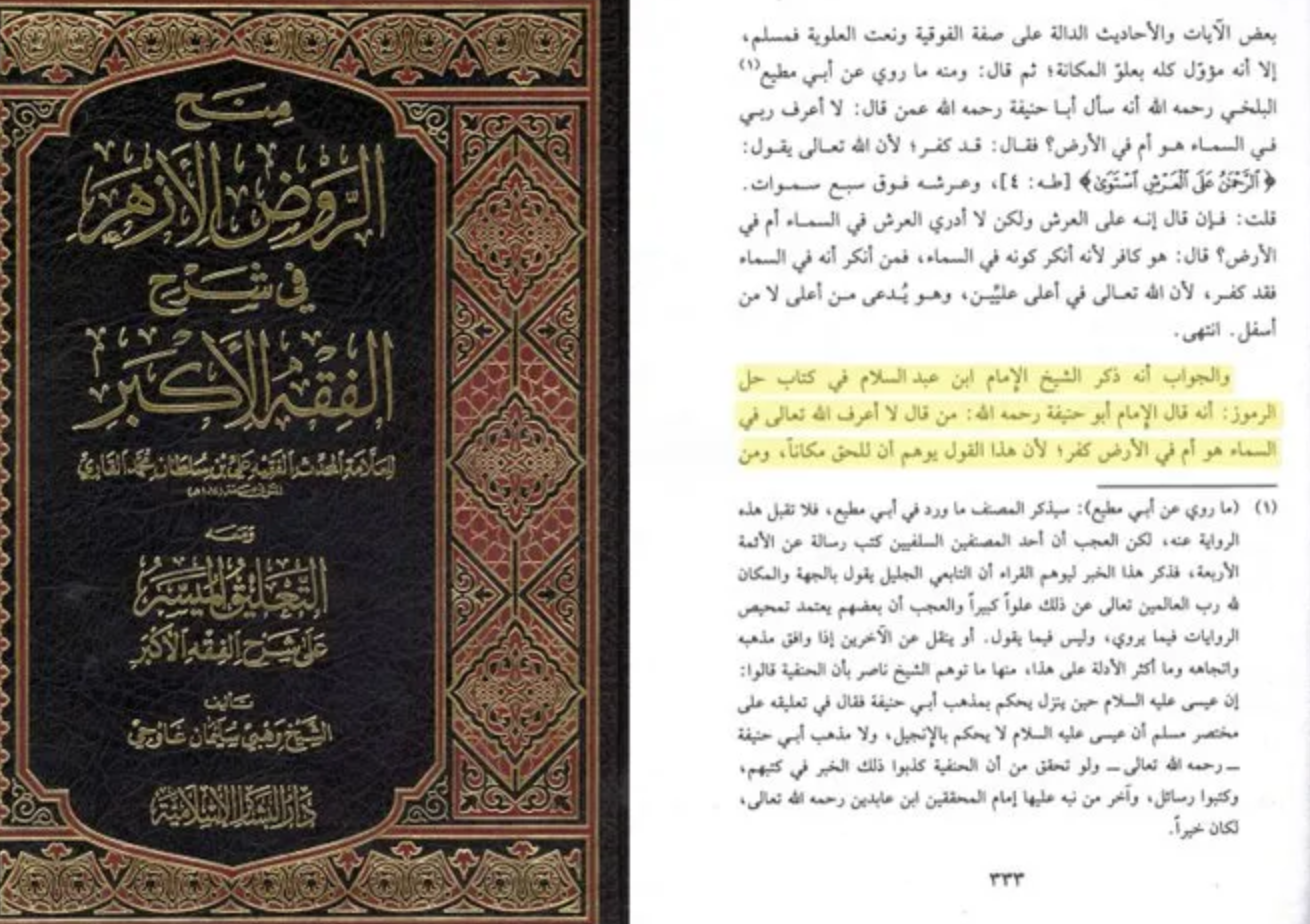 منح
الروض الأزهر
في شرح
الفقه الأكبر
للعلامة المحدث الفقيه علي بن سلطان محمد القاري
ومعه
التعليق الميسر
على شرح الفقه الأكبر
تأليف
الشيخ وهبي سليمان غاوجي
دار البشائر الإسلامية
بعض الآيات والأحاديث الدالة على صفة الفوقية ونعت العلوية فمسلم،
إلا أنه مؤوّل كله بعلوّ المكانة؛ ثم قال: ومنه ما روي عن أبي مطيع(١)
البلخي رحمه الله أنه سأل أبا حنيفة رحمه الله عمن قال: لا أعرف ربي
في السماء هو أم في الأرض؟ فقال: قد كفر؛ لأن الله تعالى يقول:
﴿ٱلرَّحْمَٰنُ عَلَى ٱلْعَرْشِ ٱسْتَوَىٰ﴾ [طه: ٤]، وعرشه فوق سبع سموات.
قلت: فإن قال إنه على العرش ولكن لا أدري العرش في السماء أم في
الأرض؟ قال: هو كافر لأنه أنكر كونه في السماء، فمن أنكر أنه في السماء
فقد كفر، لأن الله تعالى في أعلى علِيِّين، وهو يُدعى من أعلى لا من
أسفل. انتهى.
والجواب أنه ذكر الشيخ الإمام ابن عبد السلام في كتاب حل
الرموز: أنه قال الإمام أبو حنيفة رحمه الله: من قال لا أعرف الله تعالى في
السماء هو أم في الأرض كفر؛ لأن هذا القول يوهم أن للحق مكاناً، ومن
(١) (ما روي عن أبي مطيع): سيذكر المصنف ما ورد في أبي مطيع، فلا تقبل هذه
الرواية عنه، لكن العجب أن أحد المصنفين السلفيين كتب رسالة عن الأئمة
الأربعة، فذكر هذا الخبر ليوهم القراء أن التابعي الجليل يقول بالجهة والمكان
لله رب العالمين تعالى عن ذلك علواً كبيراً والعجب أن بعضهم يعتمد تمحيص
الروايات فيما يروي، وليس فيما يقول. أو ينقل عن الآخرين إذا وافق مذهبه
واتجاهه وما أكثر الأدلة على هذا، منها ما توهم الشيخ ناصر بأن الحنفية قالوا:
إن عيسى عليه السلام حين ينزل يحكم بمذهب أبي حنيفة فقال في تعليقه على
مختصر مسلم أن عيسى عليه السلام لا يحكم بالإنجيل، ولا مذهب أبي حنيفة
ــ رحمه الله تعالى ــ ولو تحقق من أن الحنفية كذبوا ذلك الخبر في كتبهم،
وكتبوا رسائل، وآخر من نبه عليها إمام المحققين ابن عابدين رحمه الله تعالى،
لكان خيراً.
٣٣٣